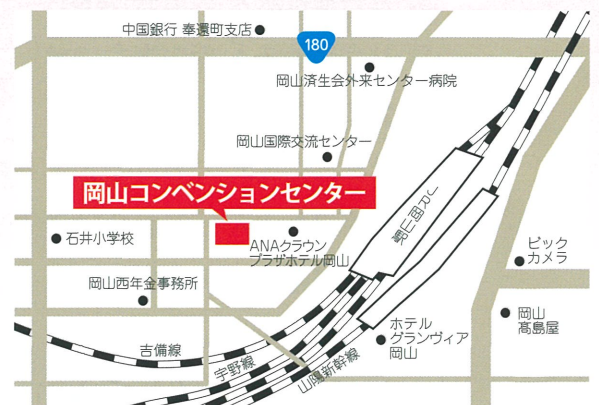 中国銀行 奉還町支店
180
岡山済生会外来センター病院
岡山国際交流センター
岡山コンベンションセンター
JR岡山駅
石井小学校
ANAクラウン
プラザホテル岡山
ビック
カメラ
岡山西年金事務所
岡山
髙島屋
ホテル
グランヴィア
岡山
吉備線
宇野線
山陽新幹線